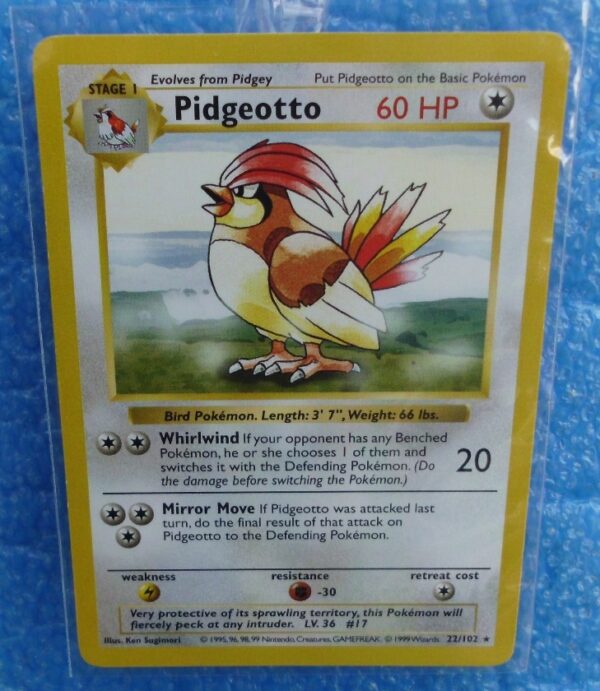 Evolves from Pidgey Put Pidgeotto on the Basic Pokémon
STAGE 1
Pidgeotto 60 HP
Bird Pokémon. Length: 3' 7", Weight: 66 lbs.
Whirlwind If your opponent has any Benched
Pokémon, he or she chooses 1 of them and
switches it with the Defending Pokémon. (Do
the damage before switching the Pokémon.)
20
Mirror Move If Pidgeotto was attacked last
turn, do the final result of that attack on
Pidgeotto to the Defending Pokémon.
weakness resistance retreat cost
-30
Very protective of its sprawling territory, this Pokémon will
fiercely peck at any intruder. LV. 36 #17
Illus. Ken Sugimori © 1995, 96, 98, 99 Nintendo, Creatures, GAMEFREAK. © 1999 Wizards. 22/102 ★